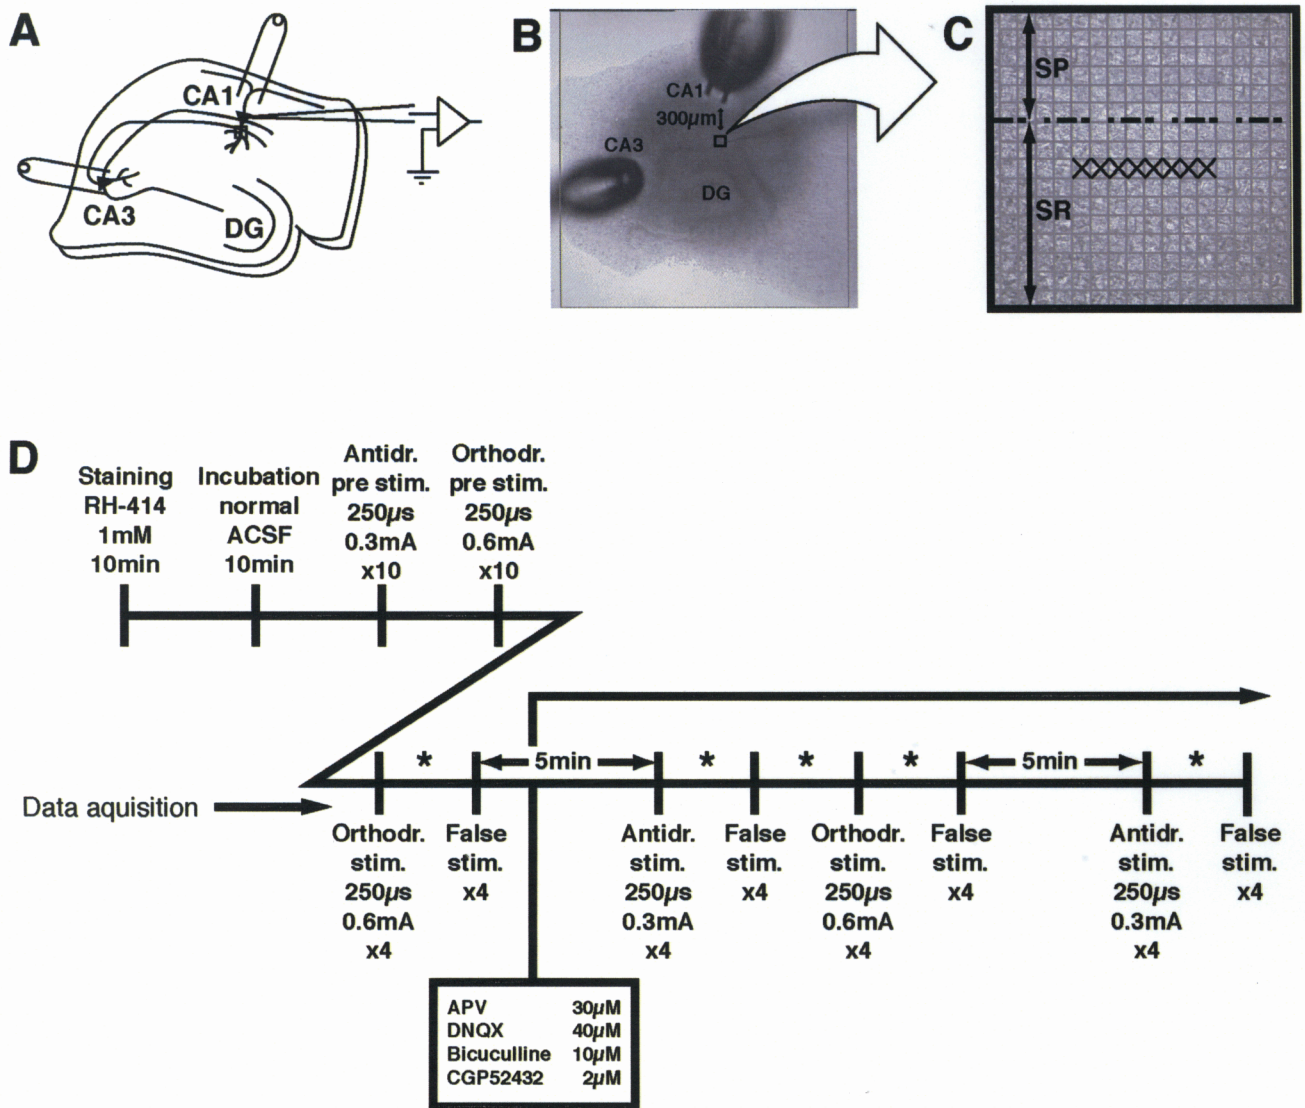 A
CA1
CA3
DG
B
CA1
300µm
CA3
DG
C
SP
SR
D
Staining
RH-414
1mM
10min
Incubation
normal
ACSF
10min
Antidr.
pre stim.
250µs
0.3mA
x10
Orthodr.
pre stim.
250µs
0.6mA
x10
* 5min * * * 5min *
Data aquisition
Orthodr.
stim.
250µs
0.6mA
x4
False
stim.
x4
Antidr.
stim.
250µs
0.3mA
x4
False
stim.
x4
Orthodr.
stim.
250µs
0.6mA
x4
False
stim.
x4
Antidr.
stim.
250µs
0.3mA
x4
False
stim.
x4
APV 30µM
DNQX 40µM
Bicuculline 10µM
CGP52432 2µM